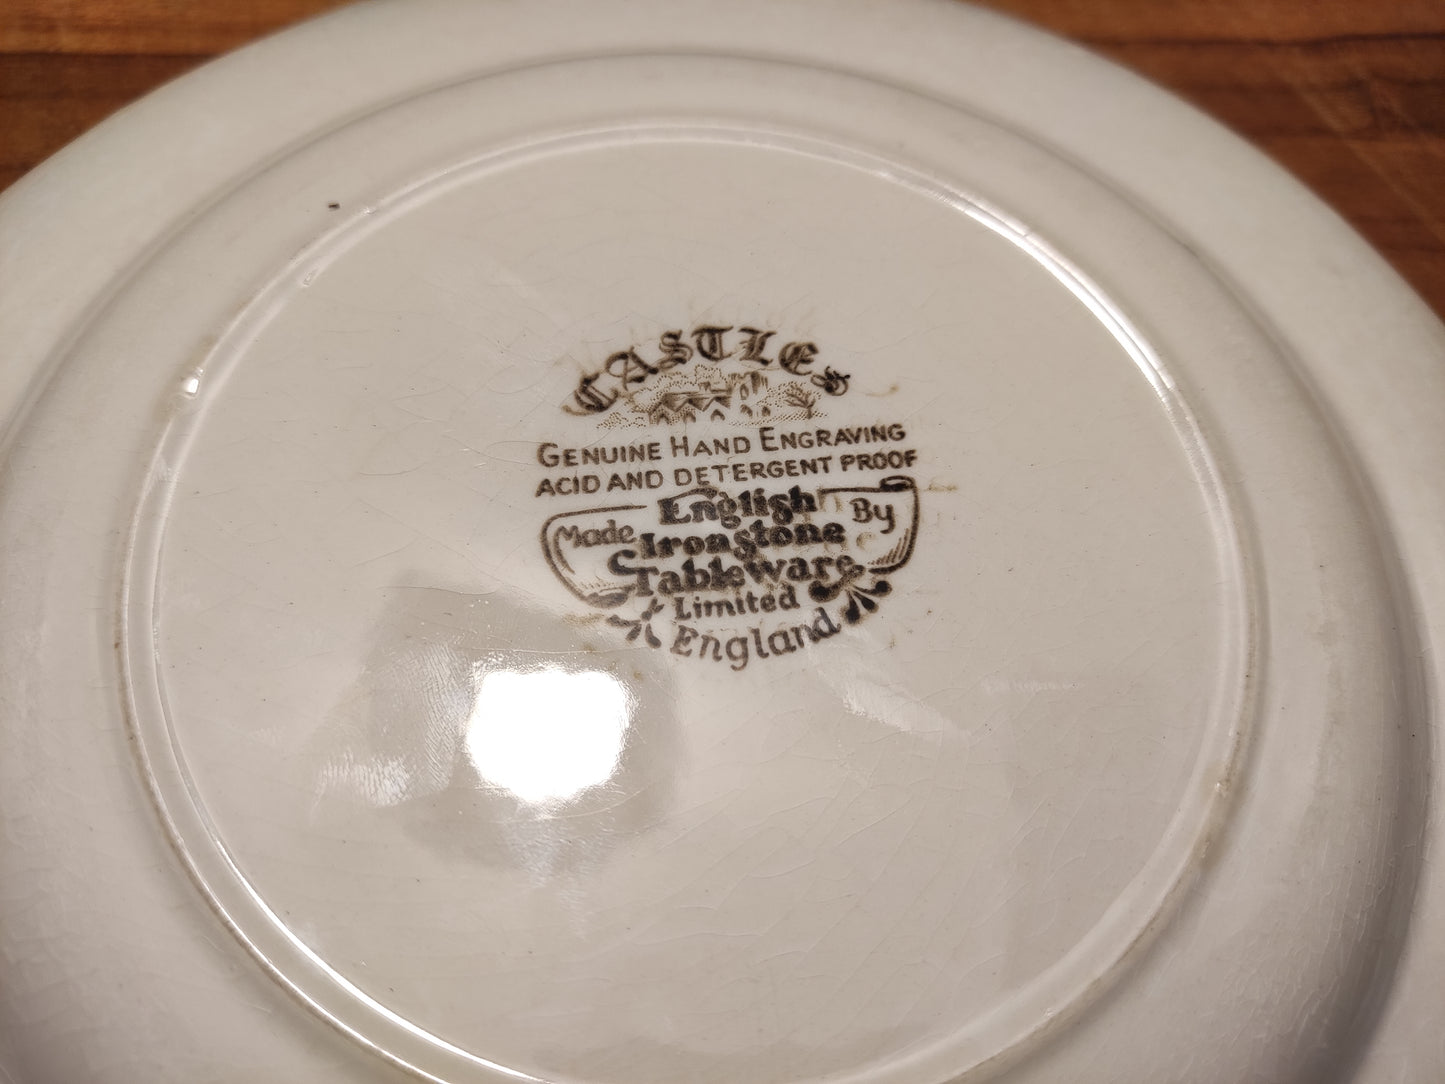 CASTLES
GENUINE HAND ENGRAVING
ACID AND DETERGENT PROOF
Made English By
Ironstone
Tableware
Limited
England